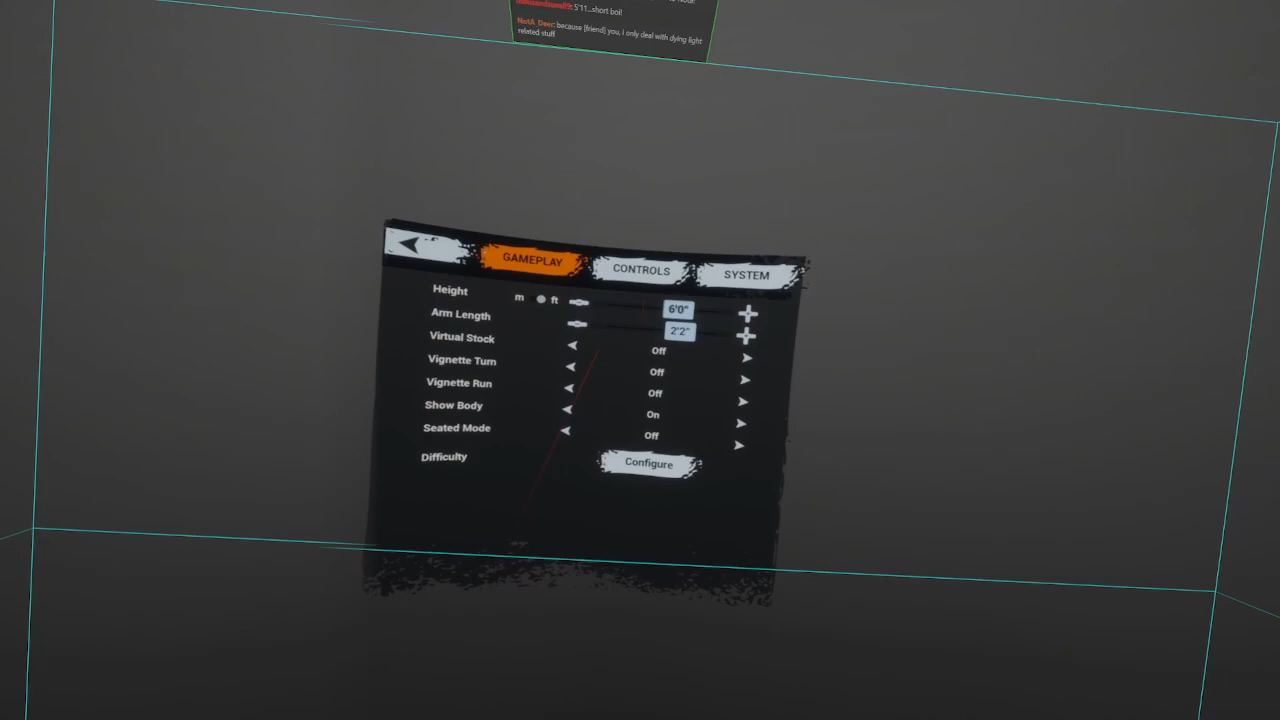 5'11...short boi!
NotA_Deer: because [friend] you, i only deal with dying light
related stuff
GAMEPLAY
CONTROLS
SYSTEM
Height m ft 6'0"
Arm Length 2'2"
Virtual Stock Off
Vignette Turn Off
Vignette Run Off
Show Body On
Seated Mode Off
Difficulty Configure